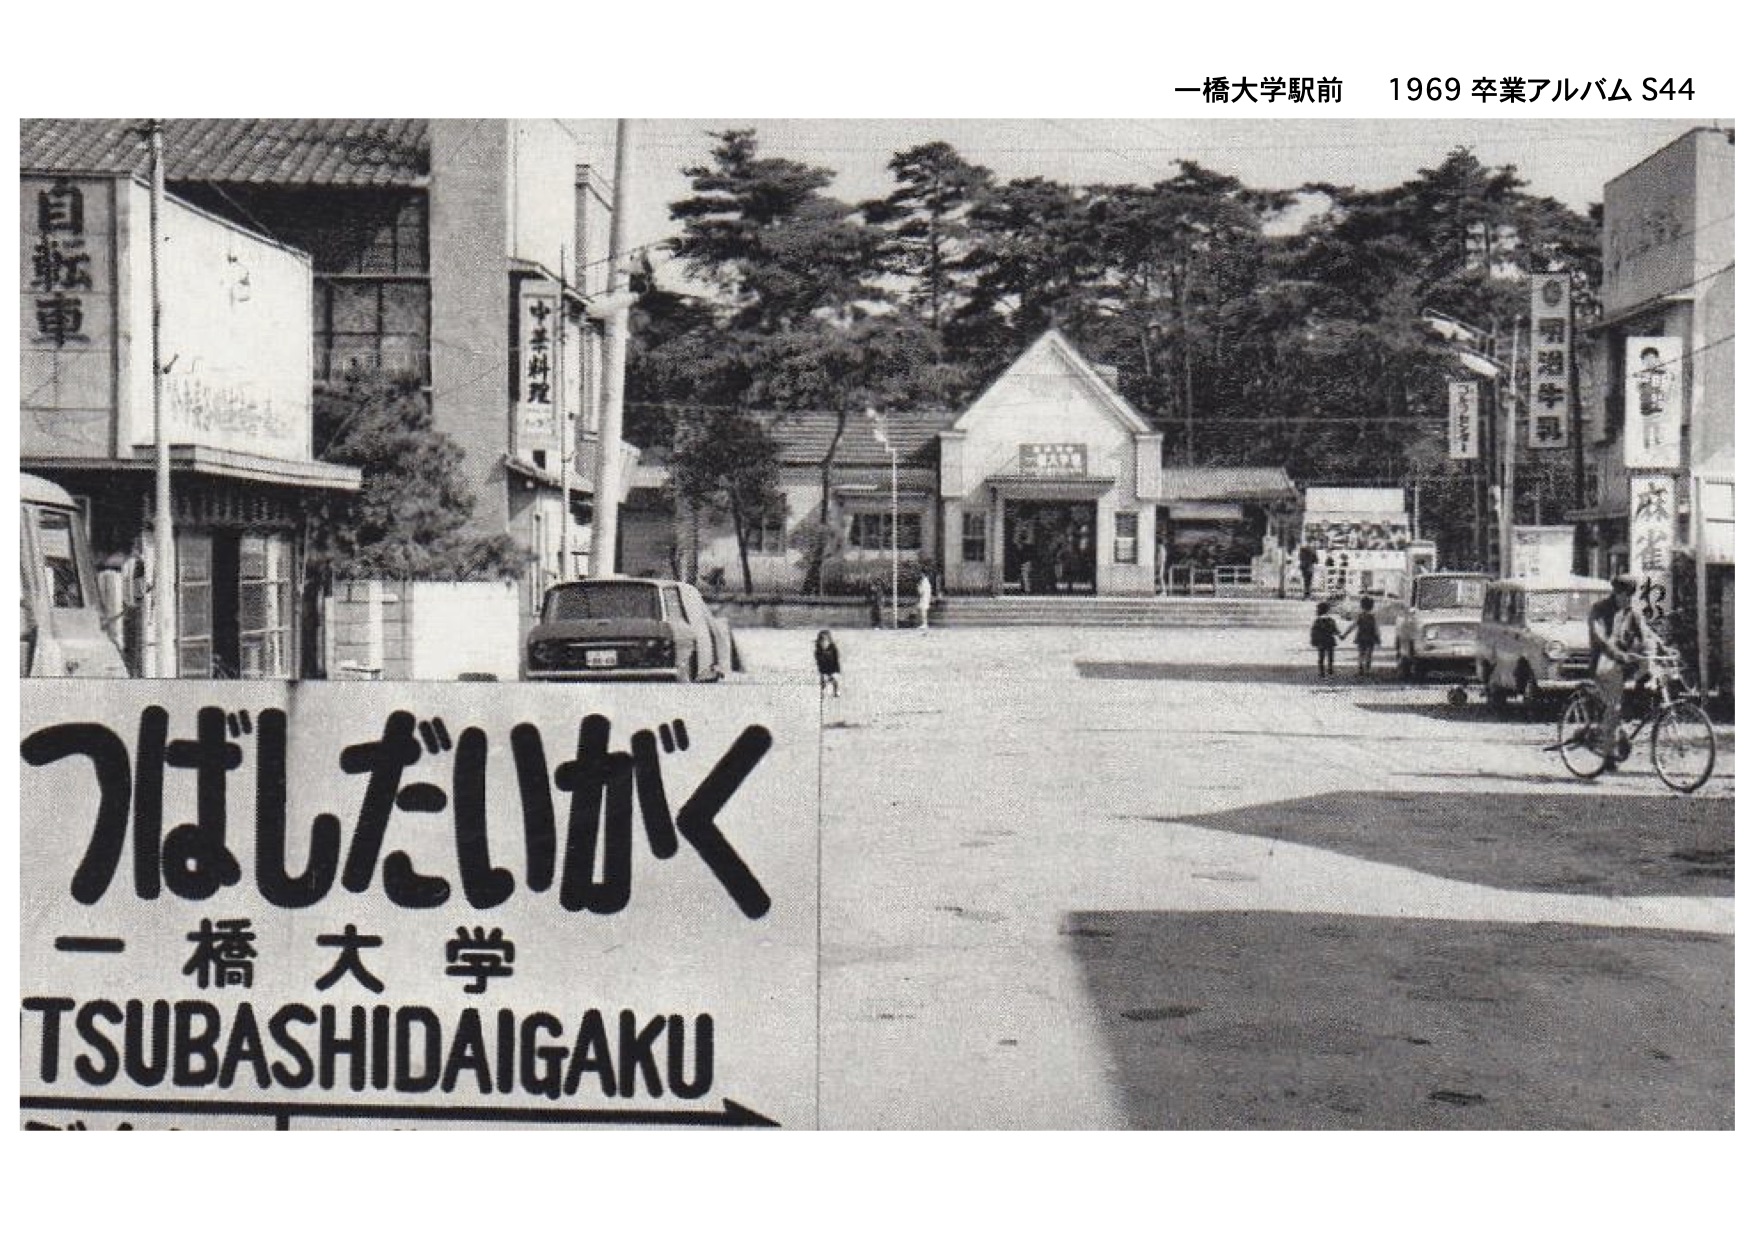 一橋大学駅前 1969 卒業アルバム S44
自転車
中華料理
明治牛乳
麻雀
つばしだいがく
一橋大学
TSUBASHIDAIGAKU